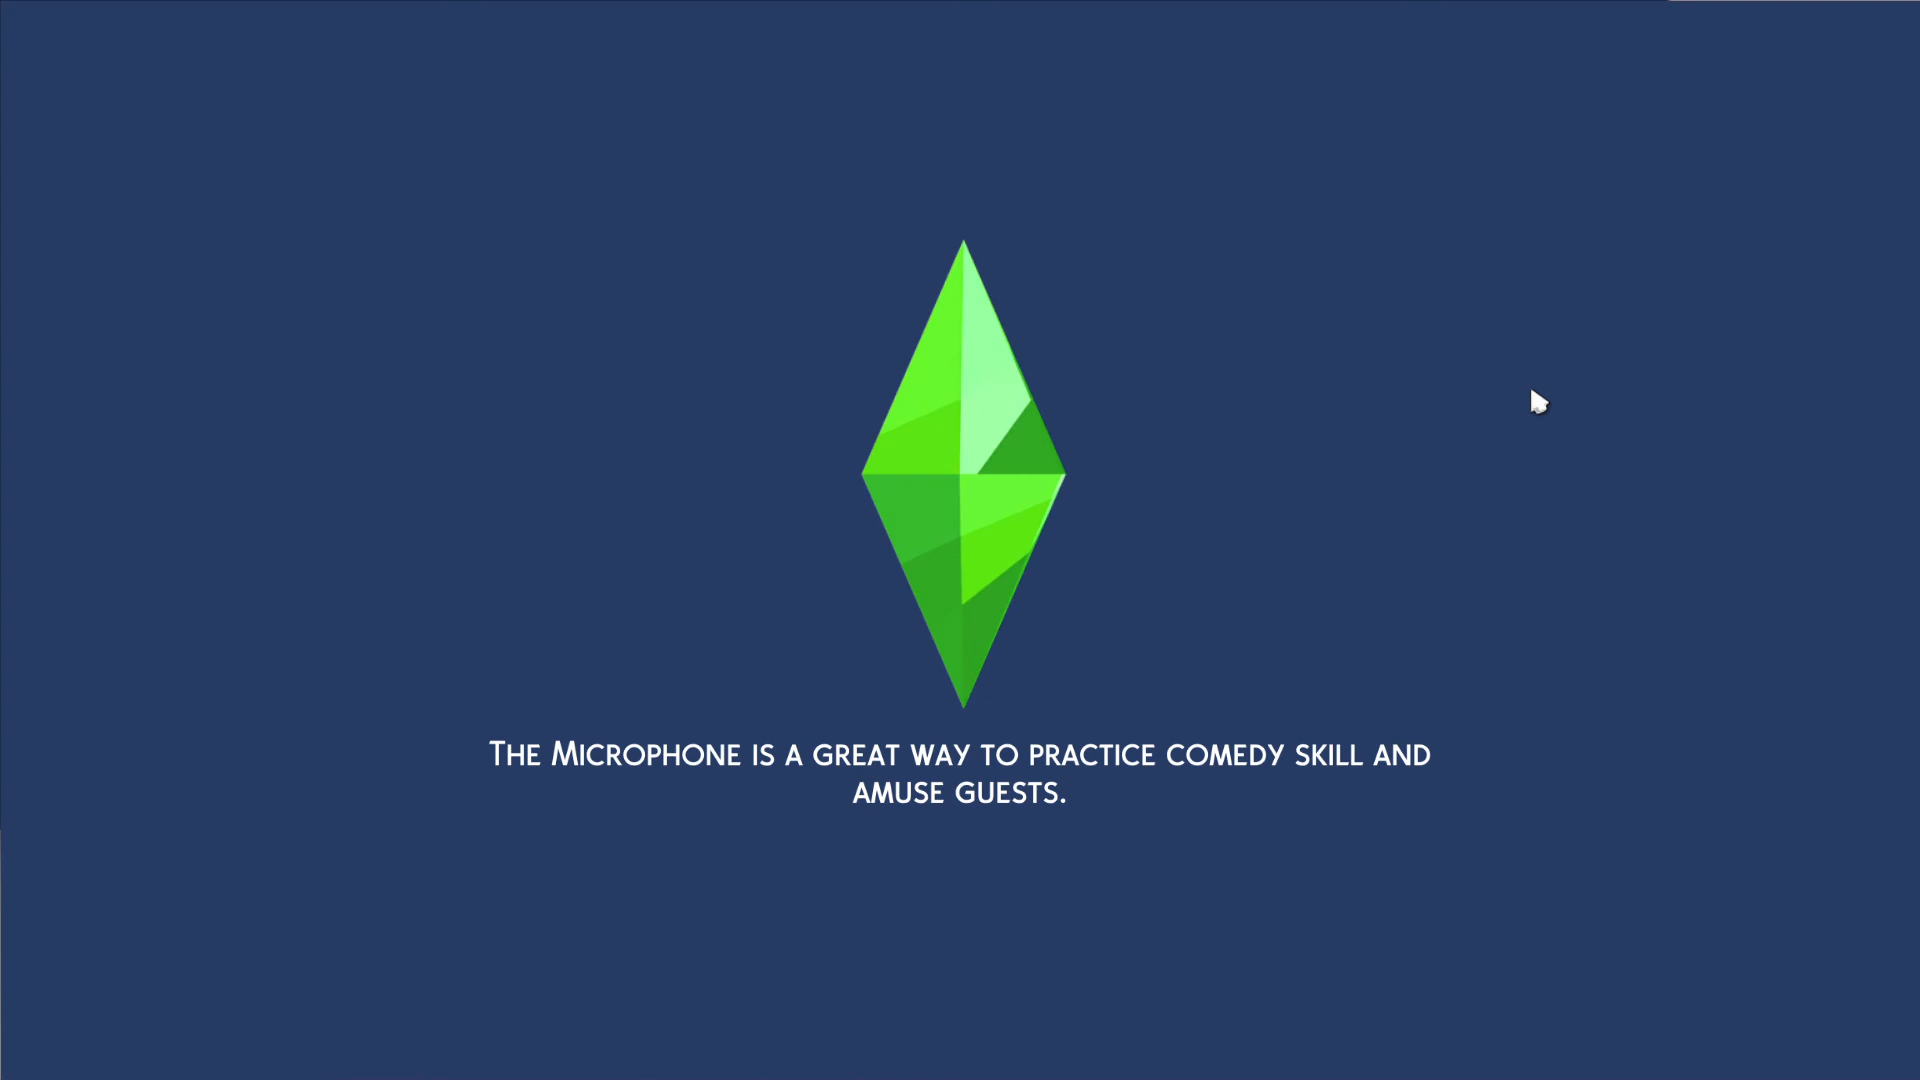 The Microphone is a great way to practice comedy skill and
amuse guests.